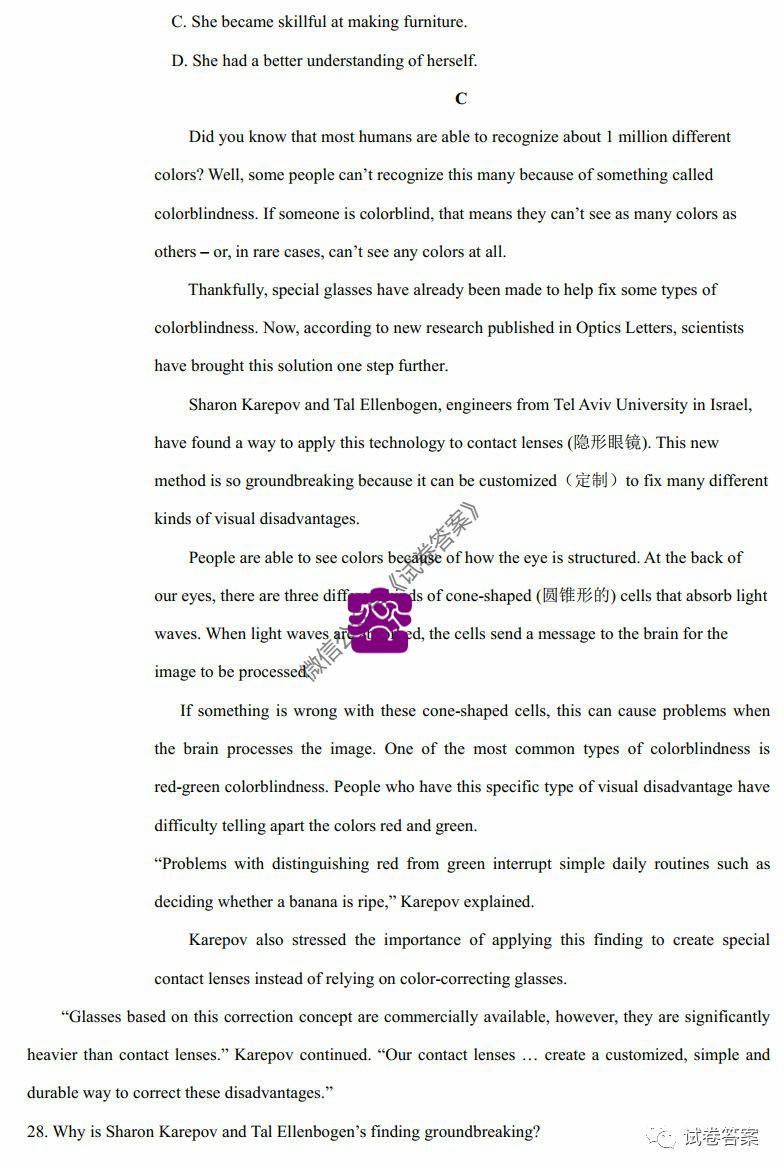 C. She became skillful at making furniture.
D. She had a better understanding of herself.
C
Did you know that most humans are able to recognize about 1 million different
colors? Well, some people can’t recognize this many because of something called
colorblindness. If someone is colorblind, that means they can’t see as many colors as
others – or, in rare cases, can’t see any colors at all.
Thankfully, special glasses have already been made to help fix some types of
colorblindness. Now, according to new research published in Optics Letters, scientists
have brought this solution one step further.
Sharon Karepov and Tal Ellenbogen, engineers from Tel Aviv University in Israel,
have found a way to apply this technology to contact lenses (隐形眼镜). This new
method is so groundbreaking because it can be customized（定制）to fix many different
kinds of visual disadvantages.
People are able to see colors because of how the eye is structured. At the back of
our eyes, there are three of cone-shaped (圆锥形的) cells that absorb light
waves. When light waves are , the cells send a message to the brain for the
image to be processed.
If something is wrong with these cone-shaped cells, this can cause problems when
the brain processes the image. One of the most common types of colorblindness is
red-green colorblindness. People who have this specific type of visual disadvantage have
difficulty telling apart the colors red and green.
“Problems with distinguishing red from green interrupt simple daily routines such as
deciding whether a banana is ripe,” Karepov explained.
Karepov also stressed the importance of applying this finding to create special
contact lenses instead of relying on color-correcting glasses.
“Glasses based on this correction concept are commercially available, however, they are significantly
heavier than contact lenses.” Karepov continued. “Our contact lenses … create a customized, simple and
durable way to correct these disadvantages.”
28. Why is Sharon Karepov and Tal Ellenbogen’s finding groundbreaking?
微信公 《试卷答案》
试卷答案